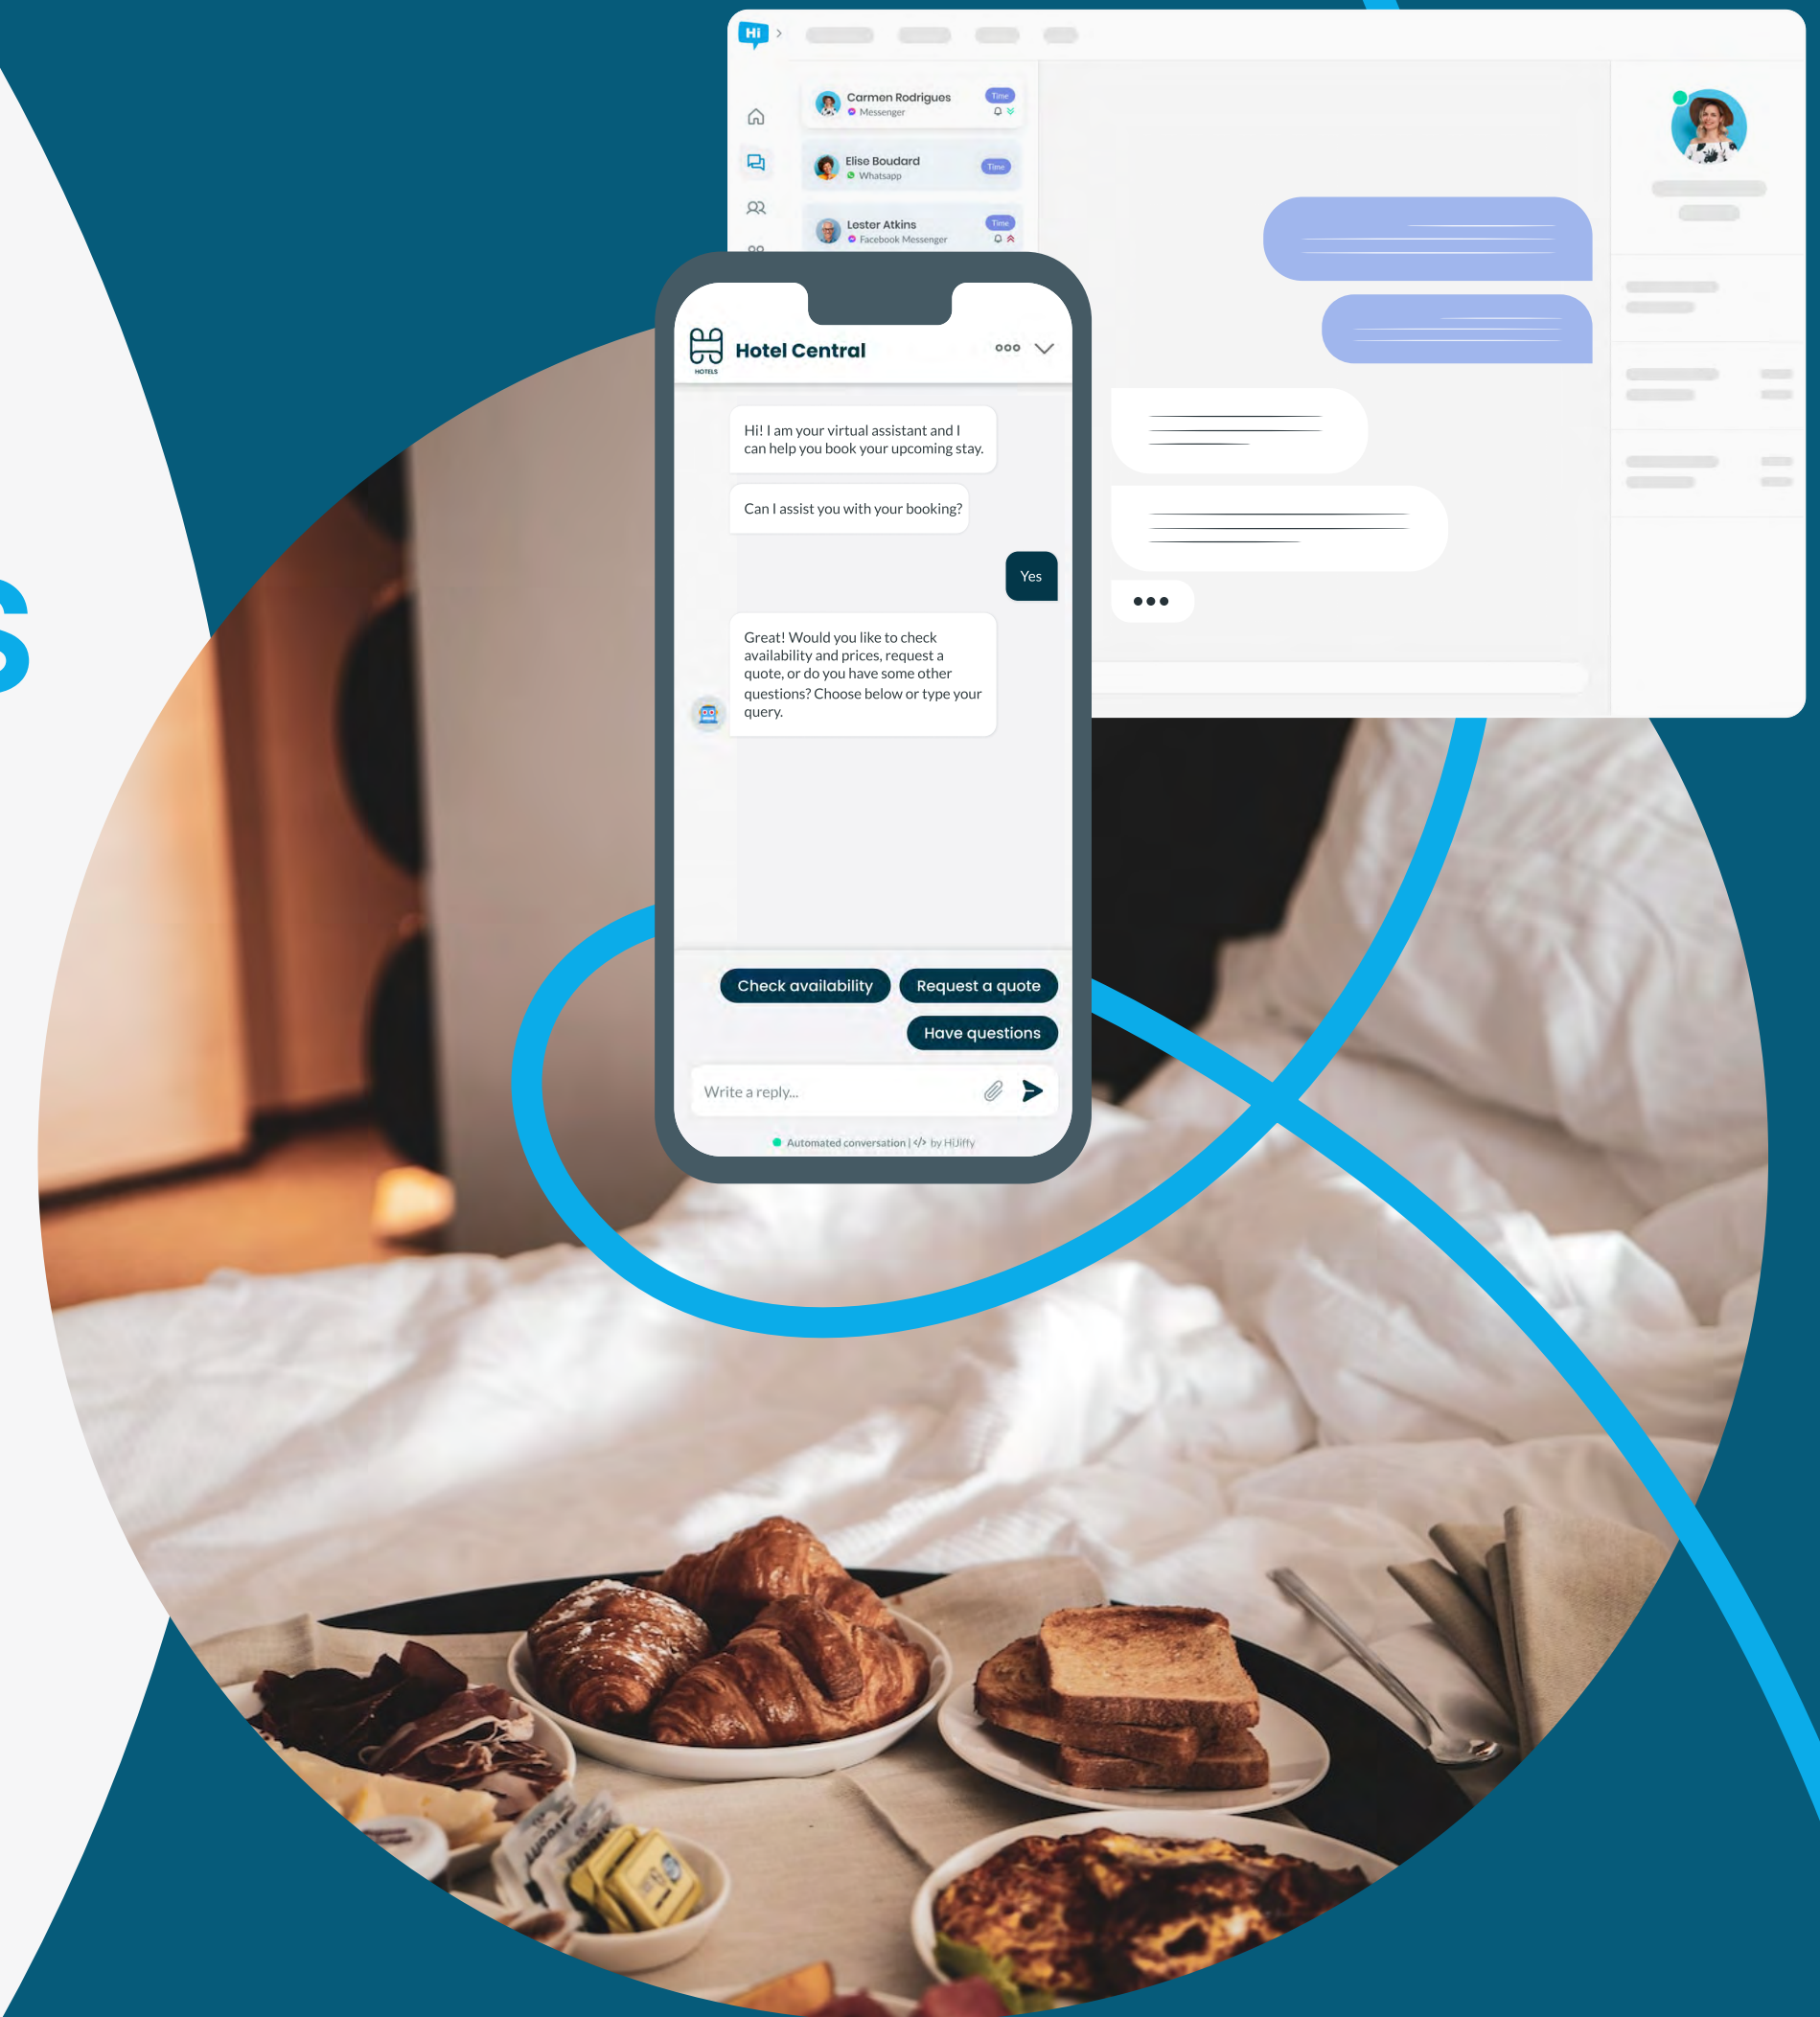 S
Hi
Carmen Rodrigues
Time
Messenger
Elise Boudard
Time
Whatsapp
Lester Atkins
Time
Facebook Messenger
HOTELS
Hotel Central
Hi! I am your virtual assistant and I
can help you book your upcoming stay.
Can I assist you with your booking?
Yes
Great! Would you like to check
availability and prices, request a
quote, or do you have some other
questions? Choose below or type your
query.
Check availability
Request a quote
Have questions
Write a reply...
Automated conversation | </> by HiJiffy